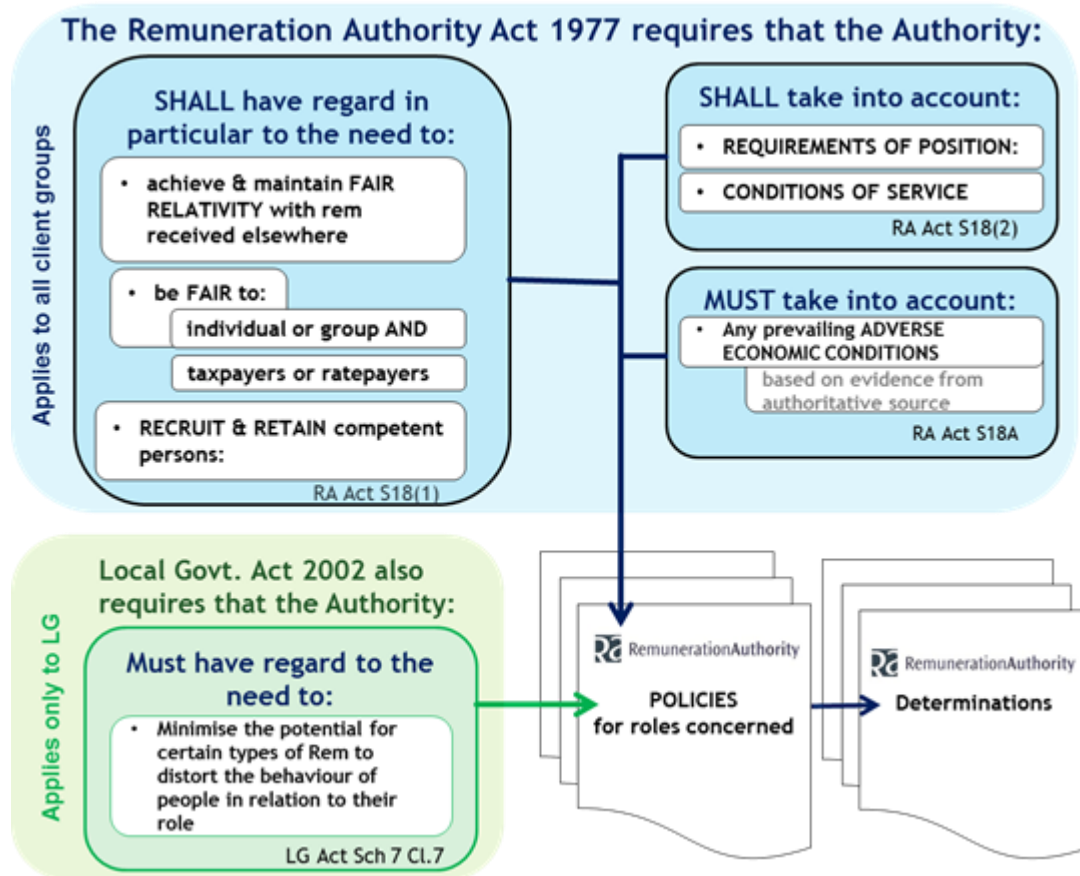 The Remuneration Authority Act 1977 requires that the Authority:
Applies to all client groups
SHALL have regard in
particular to the need to:
• achieve & maintain FAIR
RELATIVITY with rem
received elsewhere
• be FAIR to:
individual or group AND
taxpayers or ratepayers
• RECRUIT & RETAIN competent
persons:
RA Act S18(1)
SHALL take into account:
• REQUIREMENTS OF POSITION:
• CONDITIONS OF SERVICE
RA Act S18(2)
MUST take into account:
• Any prevailing ADVERSE
ECONOMIC CONDITIONS
based on evidence from
authoritative source
RA Act S18A
Applies only to LG
Local Govt. Act 2002 also
requires that the Authority:
Must have regard to the
need to:
• Minimise the potential for
certain types of Rem to
distort the behaviour of
people in relation to their
role
LG Act Sch 7 Cl.7
Ra RemunerationAuthority
POLICIES
for roles concerned
Ra RemunerationAuthority
Determinations